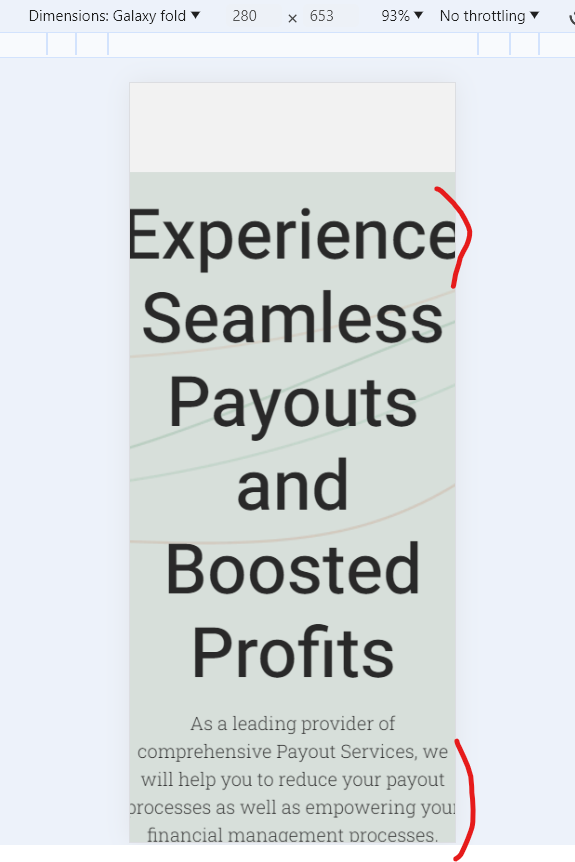 Dimensions: Galaxy fold ▼ 280 × 653 93% ▼ No throttling ▼
Experience
Seamless
Payouts
and
Boosted
Profits
As a leading provider of
comprehensive Payout Services, we
will help you to reduce your payout
processes as well as empowering your
financial management processes.